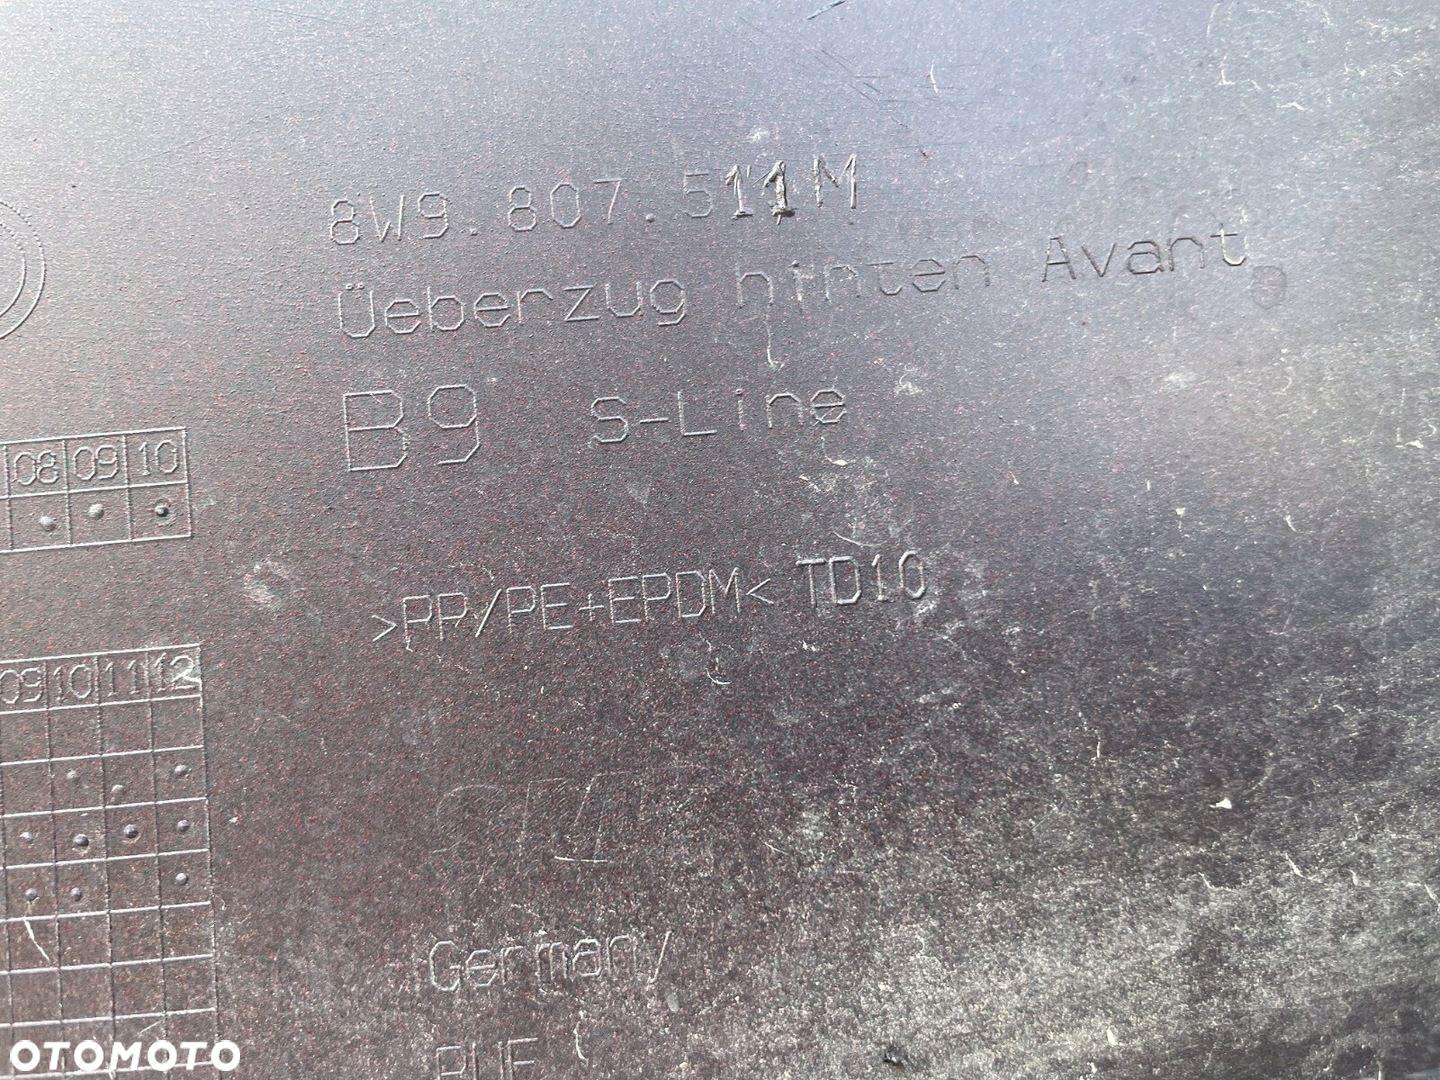 8W9.807.511M
Üeberzug hinten Avant
B9 S-Line
08 09 10
>PP/PE+EPDM< TD10
09 10 11 12
Germany
OTOMOTO